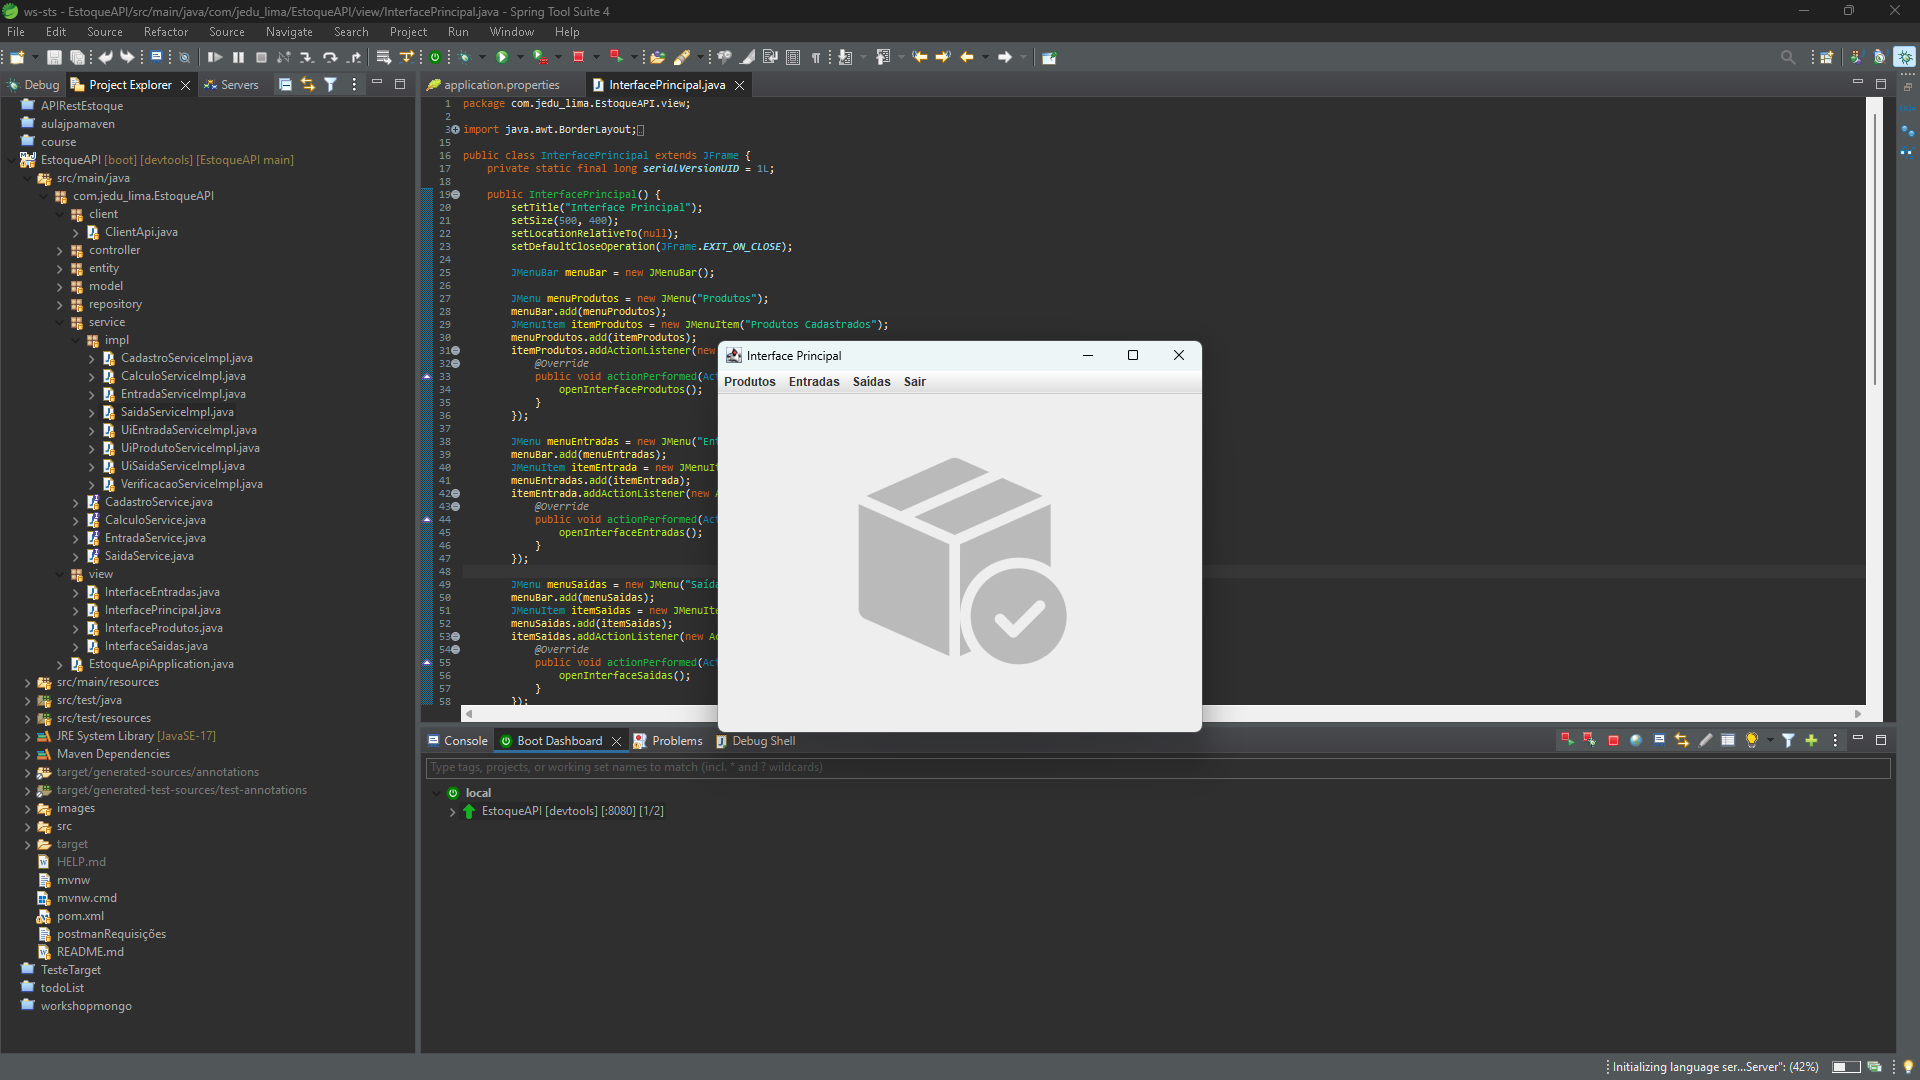 ws-sts - EstoqueAPI/src/main/java/com/jedu_lima/EstoqueAPI/view/InterfacePrincipal.java - Spring Tool Suite 4
File Edit Source Refactor Source Navigate Search Project Run Window Help
Debug Project Explorer Servers
APIRestEstoque
aulajpamaven
course
EstoqueAPI [boot] [devtools] [EstoqueAPI main]
src/main/java
com.jedu_lima.EstoqueAPI
client
ClientApi.java
controller
entity
model
repository
service
impl
CadastroServiceImpl.java
CalculoServiceImpl.java
EntradaServiceImpl.java
SaidaServiceImpl.java
UiEntradaServiceImpl.java
UiProdutoServiceImpl.java
UiSaidaServiceImpl.java
VerificacaoServiceImpl.java
CadastroService.java
CalculoService.java
EntradaService.java
SaidaService.java
view
InterfaceEntradas.java
InterfacePrincipal.java
InterfaceProdutos.java
InterfaceSaidas.java
EstoqueApiApplication.java
src/main/resources
src/test/java
src/test/resources
JRE System Library [JavaSE-17]
Maven Dependencies
target/generated-sources/annotations
target/generated-test-sources/test-annotations
images
src
target
HELP.md
mvnw
mvnw.cmd
pom.xml
postmanRequisições
README.md
TesteTarget
todoList
workshopmongo
application.properties InterfacePrincipal.java
1 package com.jedu_lima.EstoqueAPI.view;
2
3 import java.awt.BorderLayout;
15
16 public class InterfacePrincipal extends JFrame {
17 private static final long serialVersionUID = 1L;
18
19 public InterfacePrincipal() {
20 setTitle("Interface Principal");
21 setSize(500, 400);
22 setLocationRelativeTo(null);
23 setDefaultCloseOperation(JFrame.EXIT_ON_CLOSE);
24
25 JMenuBar menuBar = new JMenuBar();
26
27 JMenu menuProdutos = new JMenu("Produtos");
28 menuBar.add(menuProdutos);
29 JMenuItem itemProdutos = new JMenuItem("Produtos Cadastrados");
30 menuProdutos.add(itemProdutos);
31 itemProdutos.addActionListener(new
32 @Override
33 public void actionPerformed(Act
34 openInterfaceProdutos();
35 }
36 });
37
38 JMenu menuEntradas = new JMenu("Ent
39 menuBar.add(menuEntradas);
40 JMenuItem itemEntrada = new JMenuIt
41 menuEntradas.add(itemEntrada);
42 itemEntrada.addActionListener(new A
43 @Override
44 public void actionPerformed(Act
45 openInterfaceEntradas();
46 }
47 });
48
49 JMenu menuSaidas = new JMenu("Saída
50 menuBar.add(menuSaidas);
51 JMenuItem itemSaidas = new JMenuIte
52 menuSaidas.add(itemSaidas);
53 itemSaidas.addActionListener(new Ac
54 @Override
55 public void actionPerformed(Act
56 openInterfaceSaidas();
57 }
58 });
Interface Principal
Produtos Entradas Saídas Sair
Console Boot Dashboard Problems Debug Shell
Type tags, projects, or working set names to match (incl. * and ? wildcards)
local
EstoqueAPI [devtools] [:8080] [1/2]
Initializing language ser...Server": (42%)